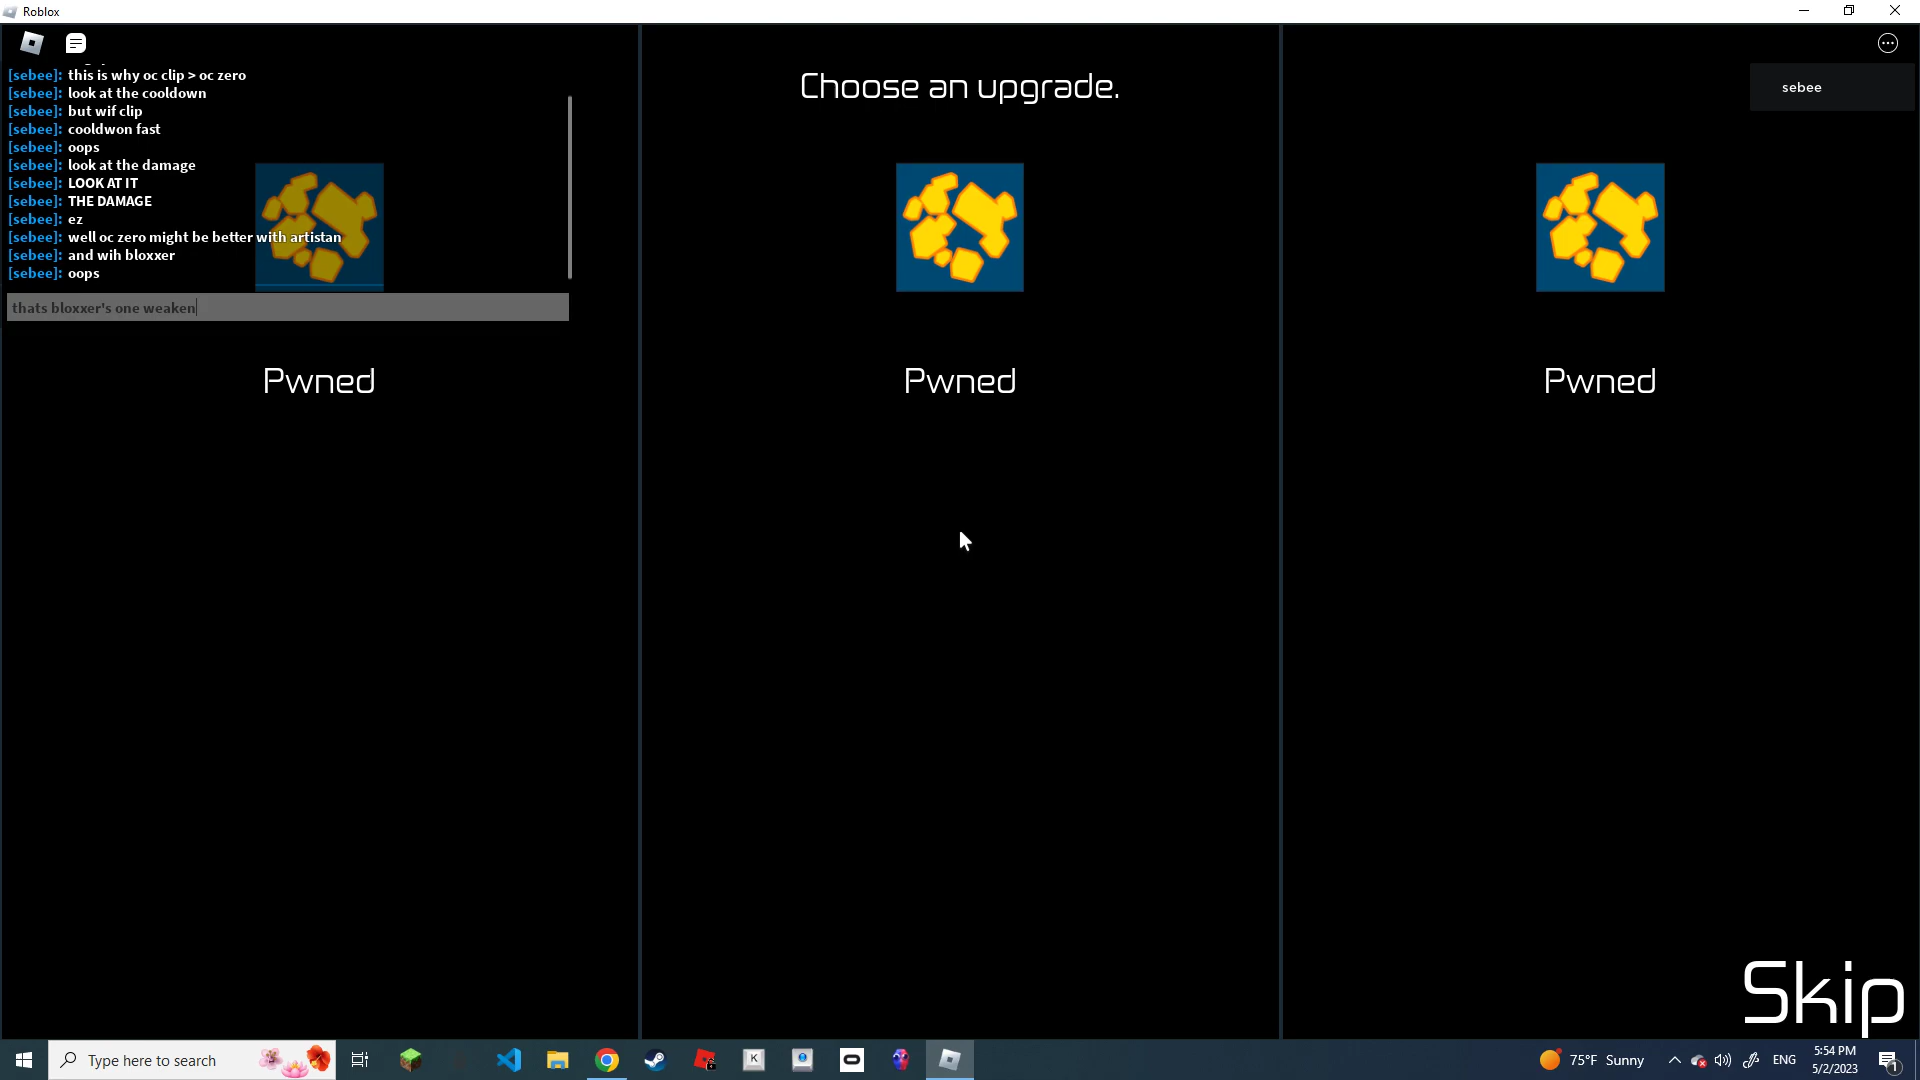 Roblox
[sebee]: this is why oc clip > oc zero
[sebee]: look at the cooldown
[sebee]: but wif clip
[sebee]: cooldwon fast
[sebee]: oops
[sebee]: look at the damage
[sebee]: LOOK AT IT
[sebee]: THE DAMAGE
[sebee]: ez
[sebee]: well oc zero might be better with artistan
[sebee]: and wih bloxxer
[sebee]: oops
thats bloxxer's one weaken
Choose an upgrade.
sebee
Pwned
Pwned
Pwned
Skip
Type here to search
K
75°F Sunny
ENG
5:54 PM
5/2/2023
1